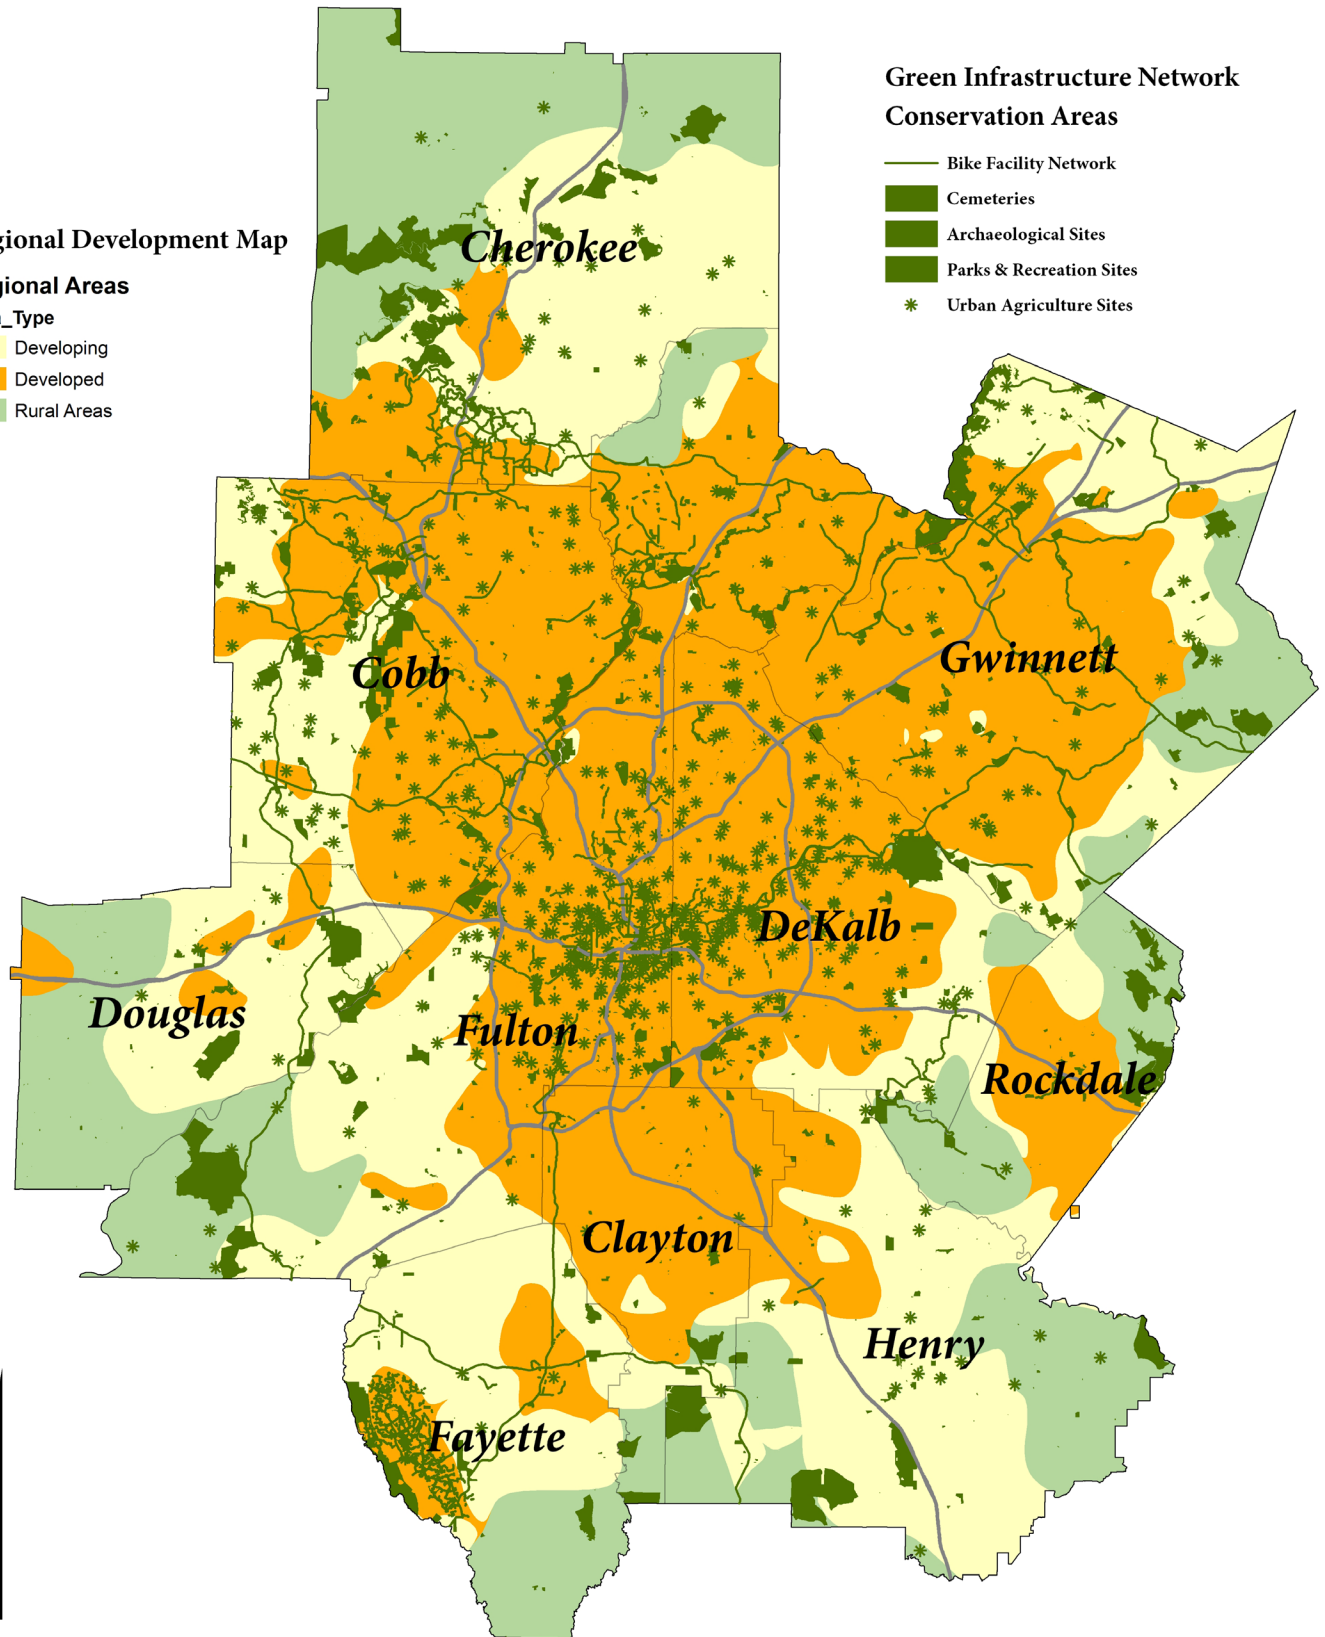 Green Infrastructure Network
Conservation Areas
Bike Facility Network
Cemeteries
Archaeological Sites
Parks & Recreation Sites
Urban Agriculture Sites
gional Development Map
gional Areas
_Type
Developing
Developed
Rural Areas
Cherokee
Cobb
Gwinnett
DeKalb
Douglas
Fulton
Rockdale
Clayton
Henry
Fayette